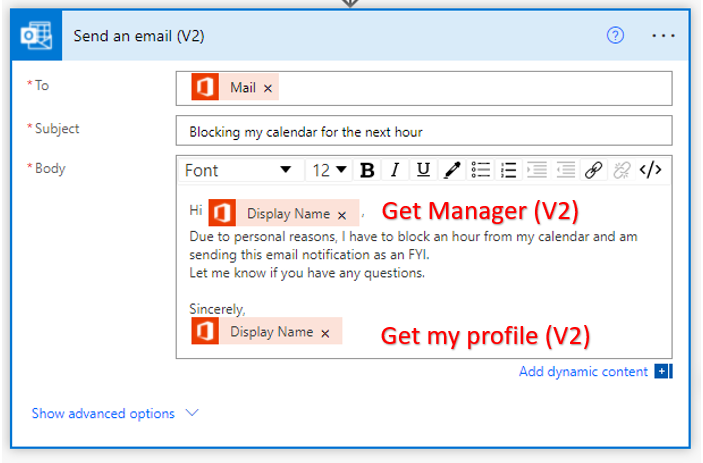 Send an email (V2)
* To
Mail ×
* Subject
Blocking my calendar for the next hour
* Body
Font 12 B I U </>
Hi Display Name × , Get Manager (V2)
Due to personal reasons, I have to block an hour from my calendar and am
sending this email notification as an FYI.
Let me know if you have any questions.
Sincerely,
Display Name × Get my profile (V2)
Add dynamic content
Show advanced options